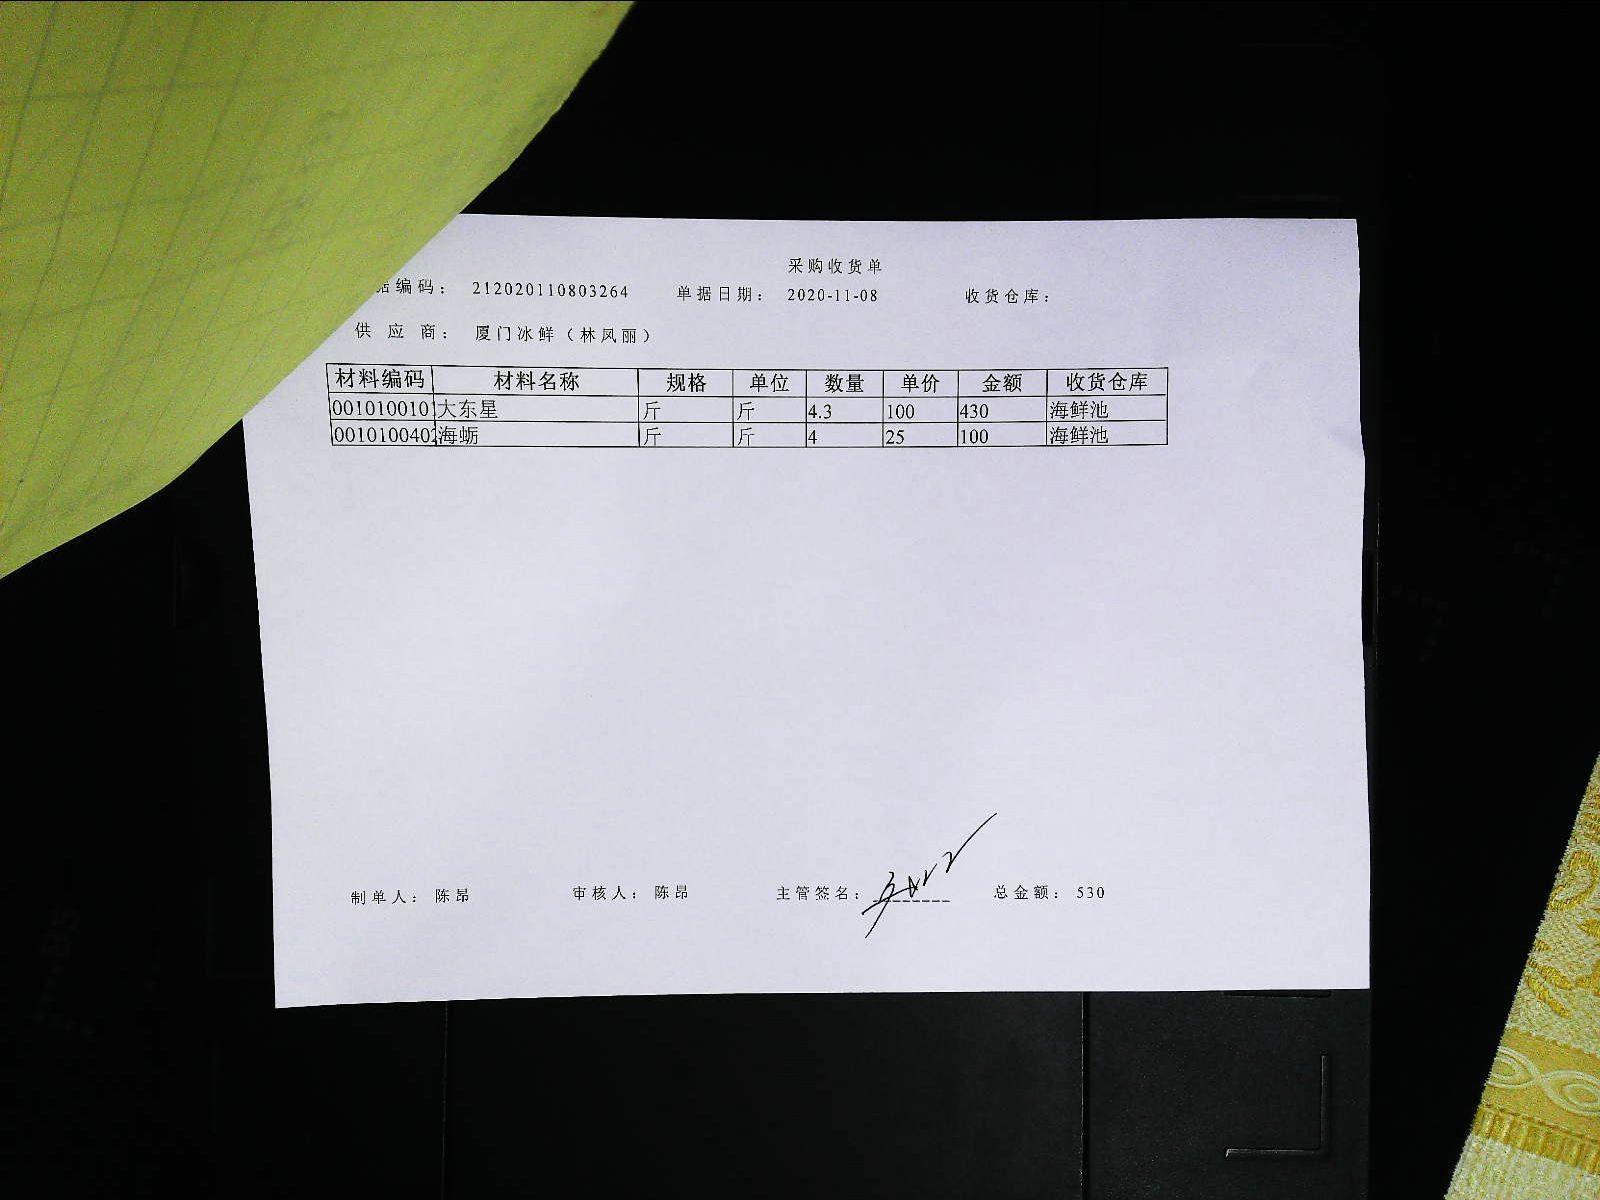 采购收货单
据编码： 212020110803264 单据日期： 2020-11-08 收货仓库：
供应商： 厦门冰鲜（林凤丽）
材料编码 材料名称 规格 单位 数量 单价 金额 收货仓库
0010100101 大东星 斤 斤 4.3 100 430 海鲜池
0010100402 海蛎 斤 斤 4 25 100 海鲜池
制单人： 陈昂 审核人： 陈昂 主管签名： 总金额： 530